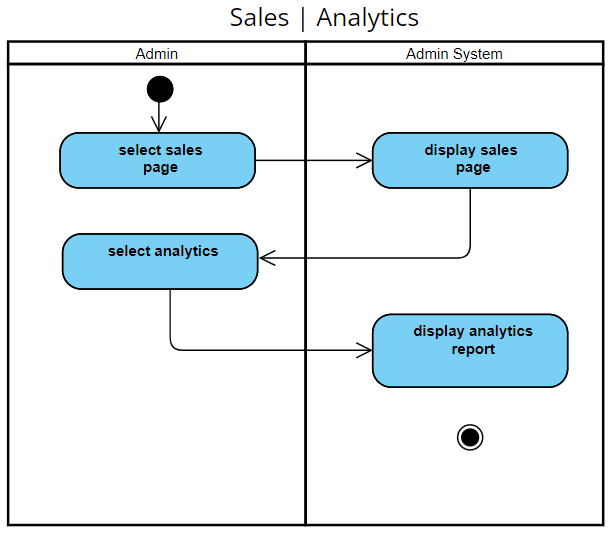 Sales | Analytics
Admin
Admin System
select sales
page
display sales
page
select analytics
display analytics
report